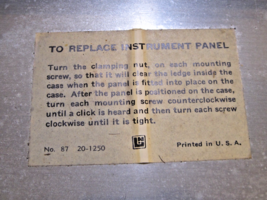 TO REPLACE INSTRUMENT PANEL
Turn the clamping nut, on each mounting
screw, so that it will clear the ledge inside the
case when the panel is fitted into place on the
case. After the panel is positioned on the case,
turn each mounting screw counterclockwise
until a click is heard and then turn each screw
clockwise until it is tight.
No. 87 20-1250
Printed in U. S. A.